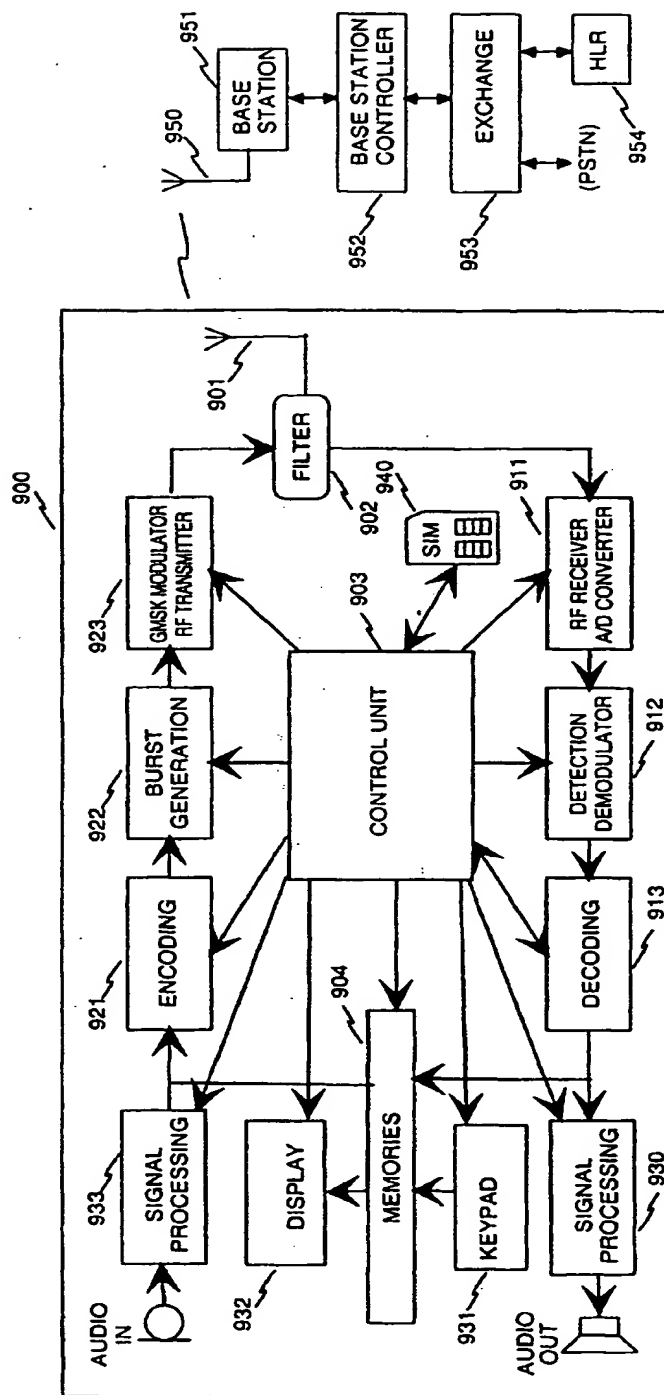 900
AUDIO
IN
933
SIGNAL
PROCESSING
921
ENCODING
922
BURST
GENERATION
923
GMSK MODULATOR
RF TRANSMITTER
901
FILTER
902
932
DISPLAY
904
MEMORIES
931
KEYPAD
903
CONTROL UNIT
940
SIM
AUDIO
OUT
SIGNAL
PROCESSING
930
DECODING
913
DETECTION
DEMODULATOR
912
RF RECEIVER
A/D CONVERTER
911
950
951
BASE
STATION
952
BASE STATION
CONTROLLER
953
EXCHANGE
(PSTN)
HLR
954